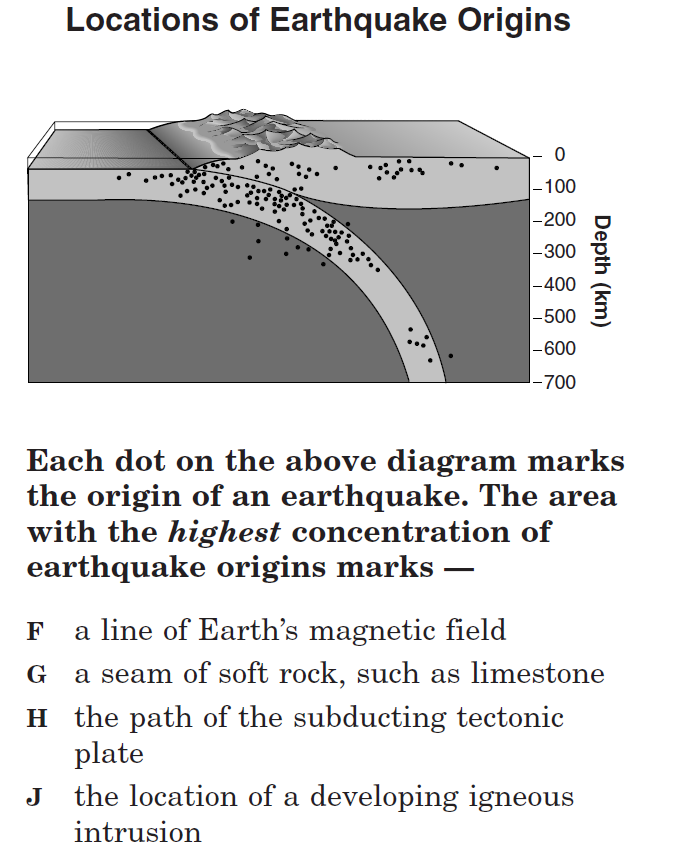 Locations of Earthquake Origins
0
100
200
300
400
500
600
700
Depth (km)
Each dot on the above diagram marks
the origin of an earthquake. The area
with the highest concentration of
earthquake origins marks —
F a line of Earth’s magnetic field
G a seam of soft rock, such as limestone
H the path of the subducting tectonic
plate
J the location of a developing igneous
intrusion